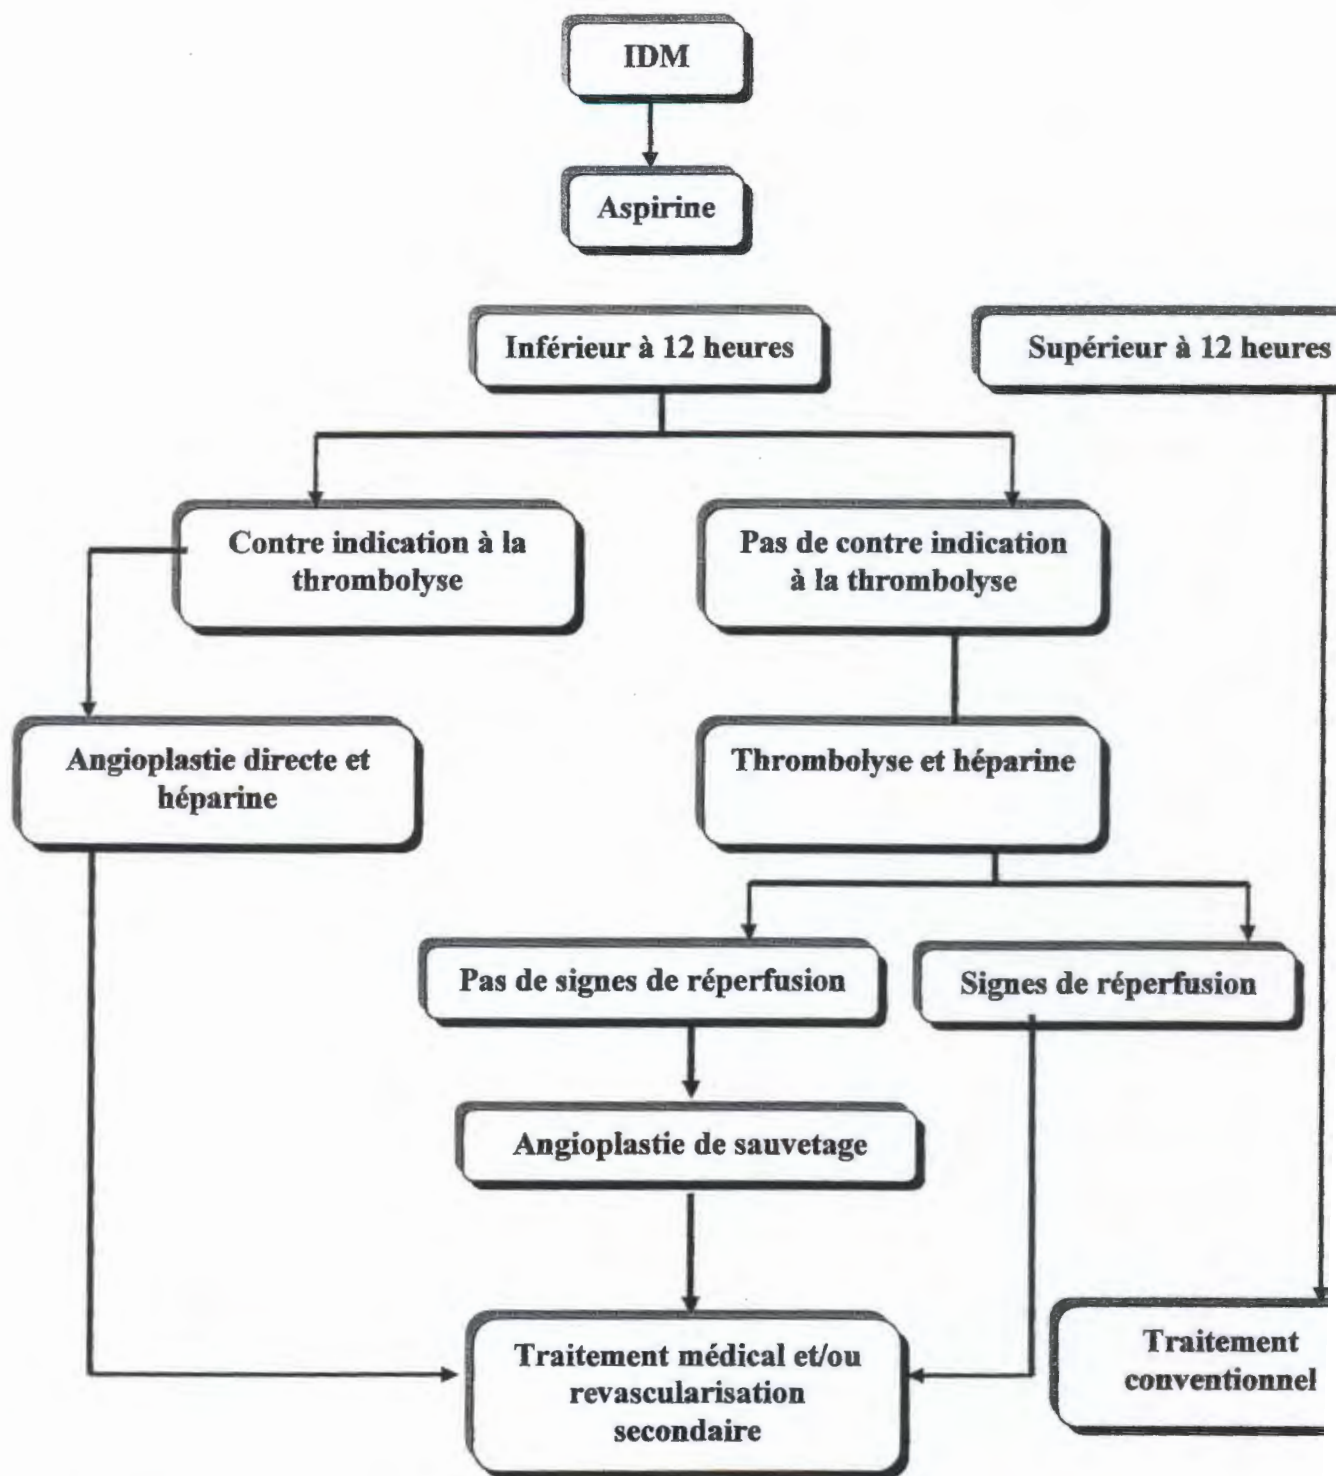 IDM
Aspirine
Inférieur à 12 heures
Supérieur à 12 heures
Contre indication à la
thrombolyse
Pas de contre indication
à la thrombolyse
Angioplastie directe et
héparine
Thrombolyse et héparine
Pas de signes de réperfusion
Signes de réperfusion
Angioplastie de sauvetage
Traitement médical et/ou
revascularisation
secondaire
Traitement
conventionnel